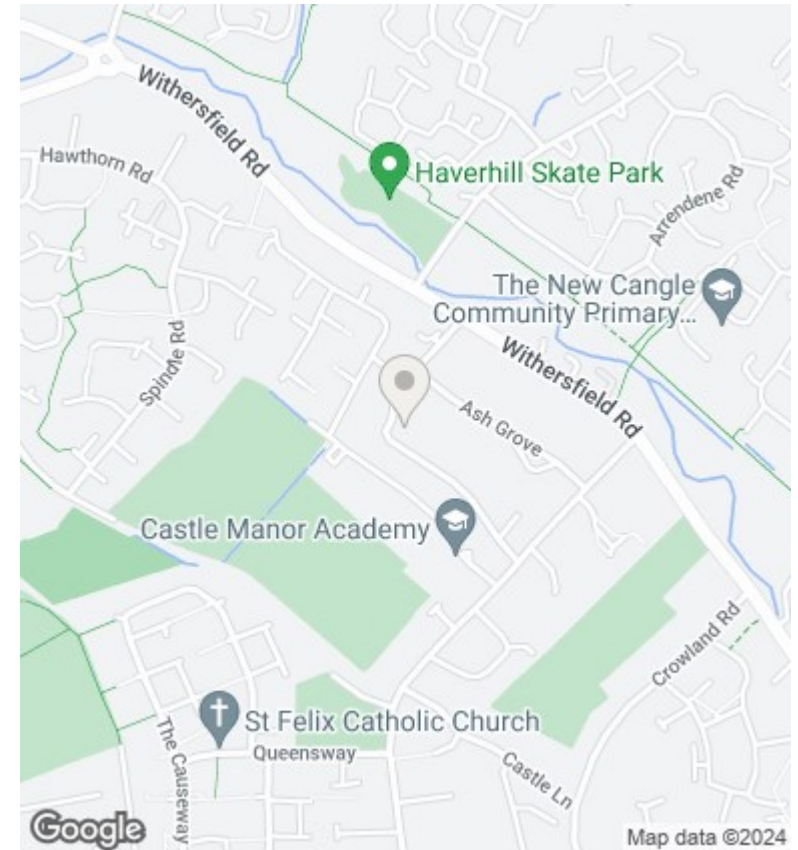 Withersfield Rd
Hawthorn Rd
Haverhill Skate Park
Arrendene Rd
The New Cangle
Community Primary...
Withersfield Rd
Spindle Rd
Ash Grove
Castle Manor Academy
Crowland Rd
St Felix Catholic Church
Queensway
The Causeway
Castle Ln
Google
Map data ©2024